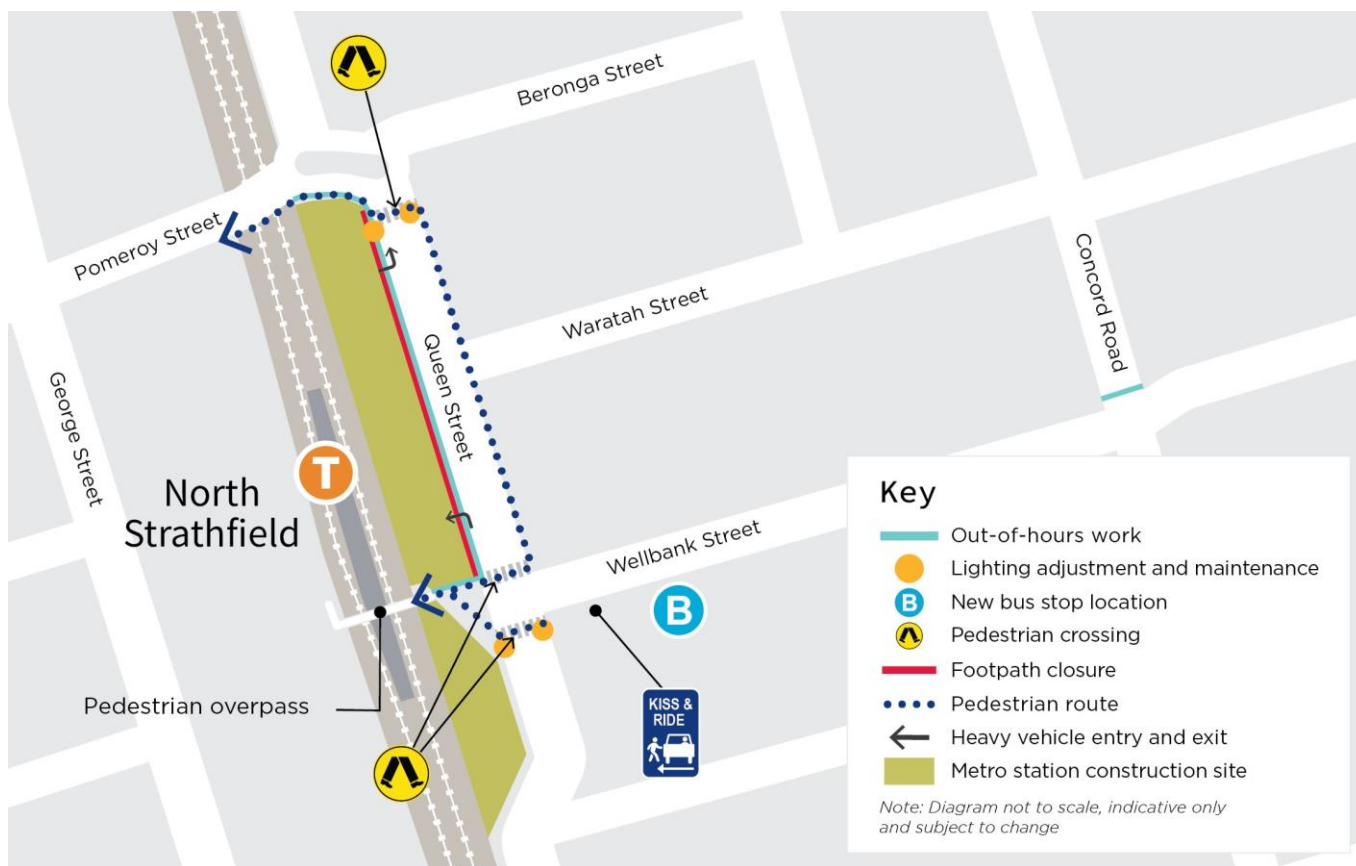 Beronga Street
Pomeroy Street
Waratah Street
Concord Road
Queen Street
George Street
T
North
Strathfield
Wellbank Street
B
Pedestrian overpass
KISS &
RIDE
Key
Out-of-hours work
Lighting adjustment and maintenance
B
New bus stop location
Pedestrian crossing
Footpath closure
Pedestrian route
Heavy vehicle entry and exit
Metro station construction site
Note: Diagram not to scale, indicative only
and subject to change